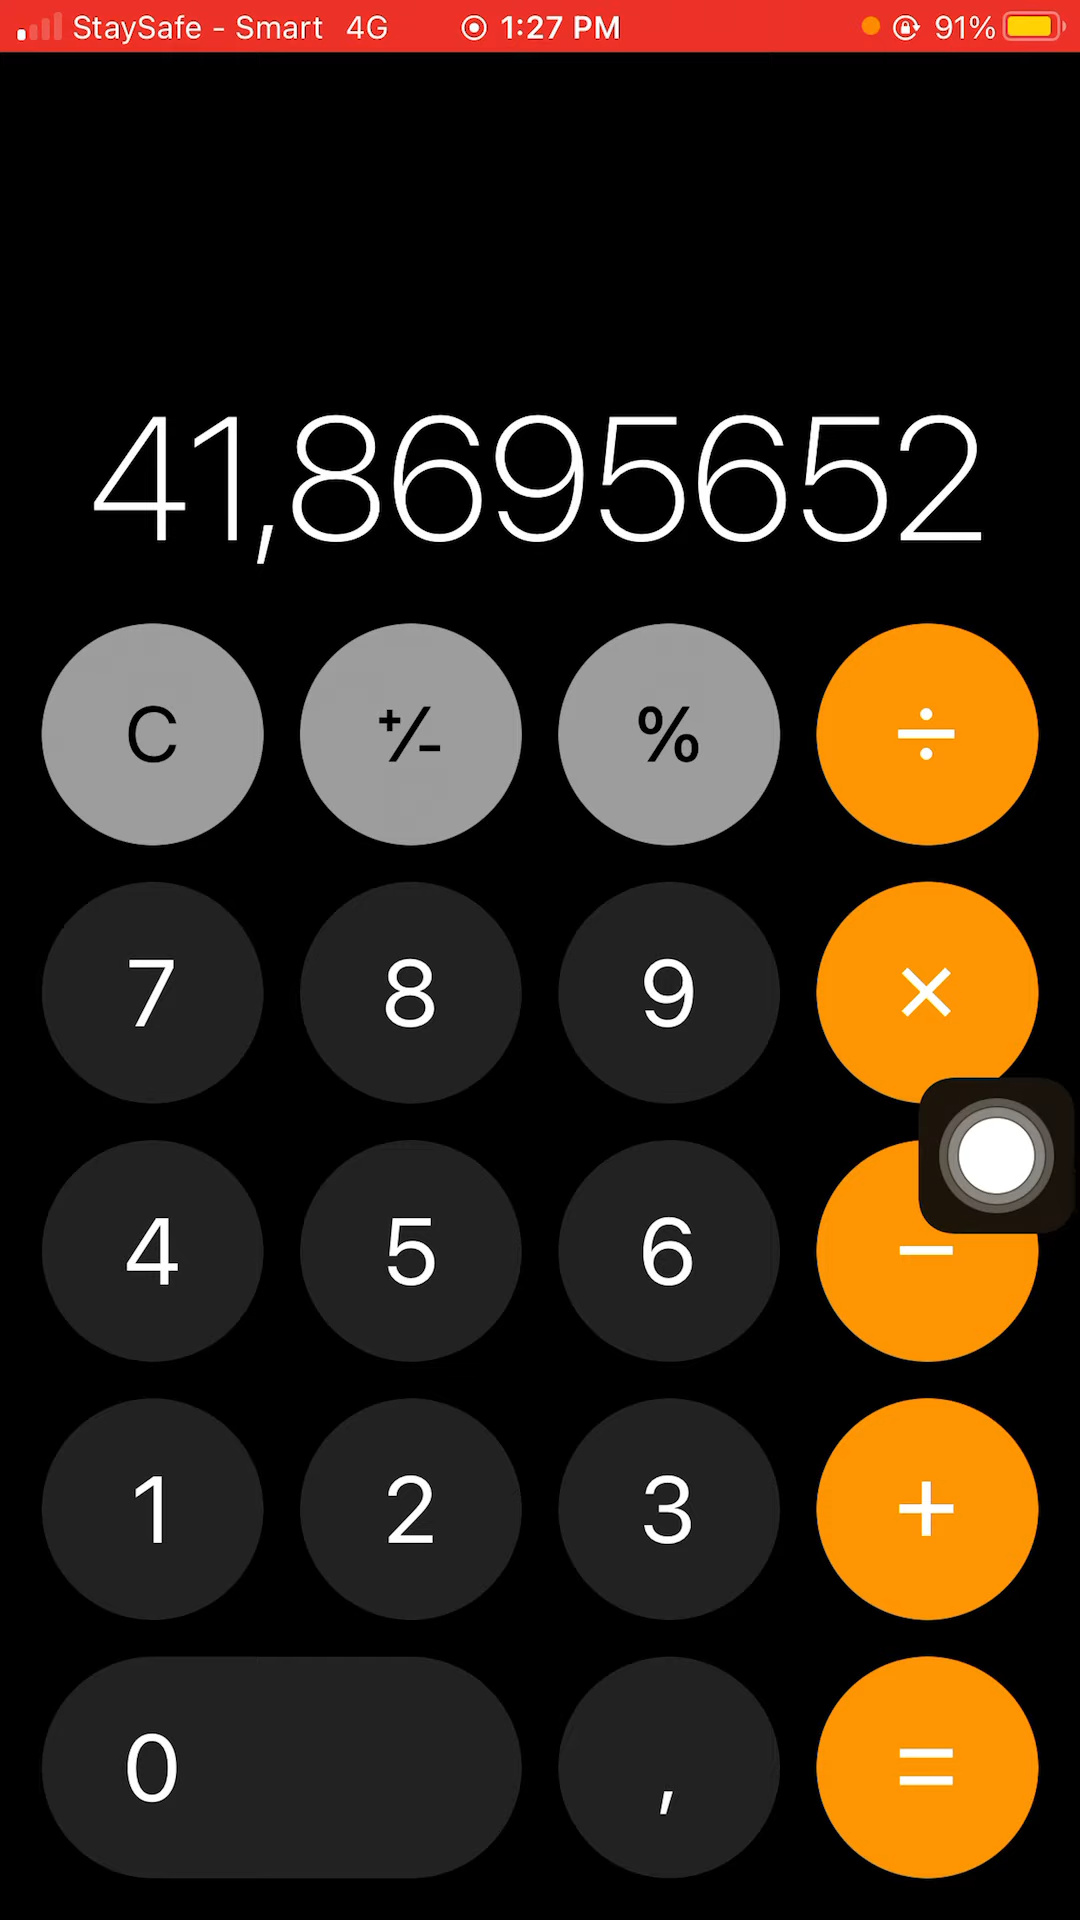 StaySafe - Smart 4G 1:27 PM 91%
41,8695652
C ⁺⁄₋ % ÷
7 8 9 ×
4 5 6 −
1 2 3 +
0 , =